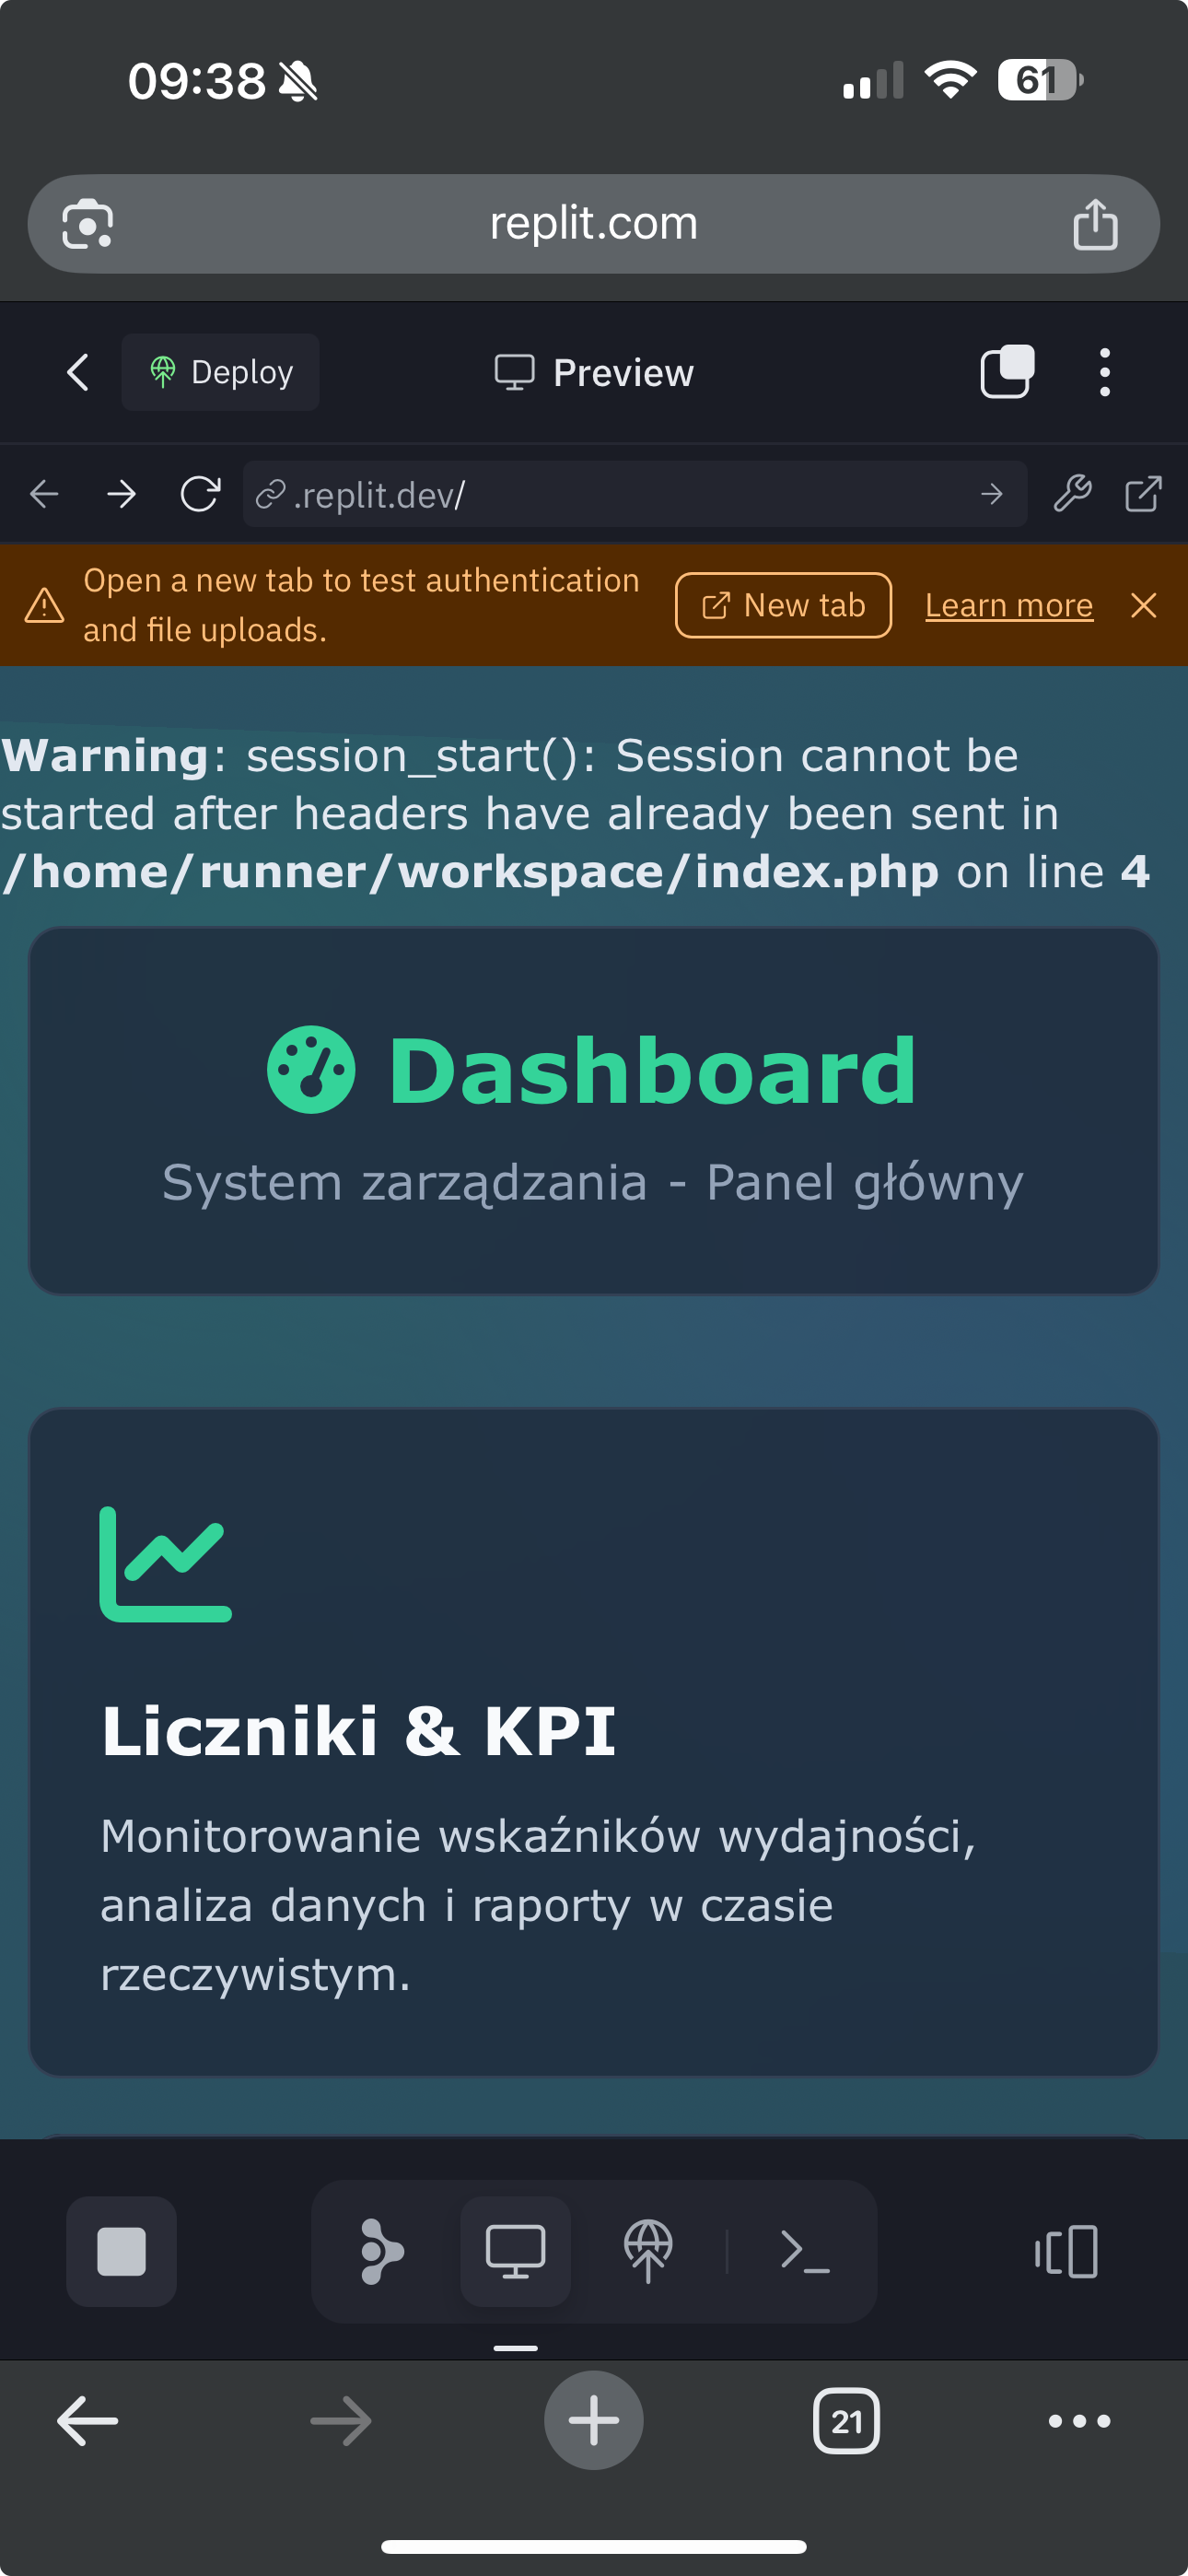 09:38
61
replit.com
Deploy
Preview
.replit.dev/
Open a new tab to test authentication
and file uploads.
New tab
Learn more
Warning: session_start(): Session cannot be
started after headers have already been sent in
/home/runner/workspace/index.php on line 4
Dashboard
System zarządzania - Panel główny
Liczniki & KPI
Monitorowanie wskaźników wydajności,
analiza danych i raporty w czasie
rzeczywistym.
21